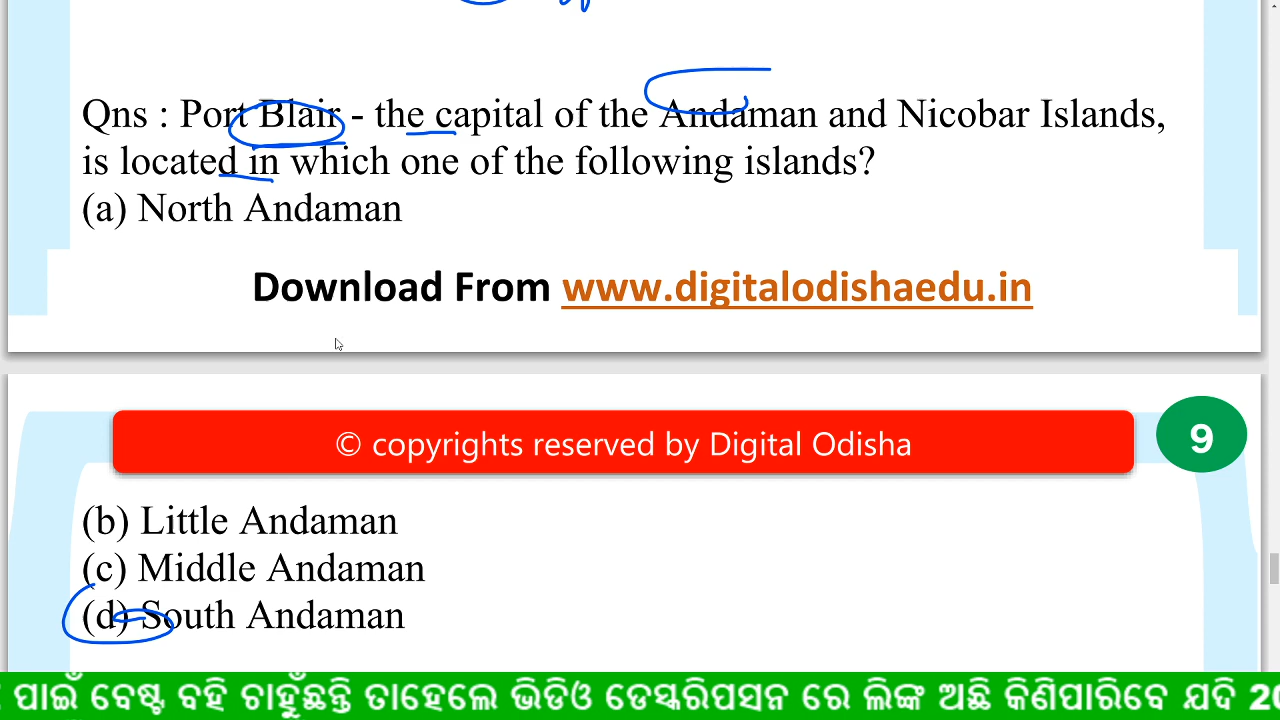 Qns : Port Blair - the capital of the Andaman and Nicobar Islands,
is located in which one of the following islands?
(a) North Andaman
Download From www.digitalodishaedu.in
© copyrights reserved by Digital Odisha
9
(b) Little Andaman
(c) Middle Andaman
(d) South Andaman
ପାଇଁ ବେଷ୍ଟ ବହି ଚାହୁଁଛନ୍ତି ତାହେଲେ ଭିଡିଓ ଡେସ୍କରିପସନ ରେ ଲିଙ୍କ ଅଛି କିଣିପାରିବେ ଯଦି 20